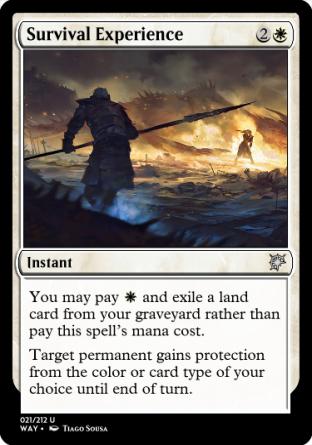 Survival Experience 2
Instant
You may pay and exile a land
card from your graveyard rather than
pay this spell's mana cost.
Target permanent gains protection
from the color or card type of your
choice until end of turn.
021/212 U
WAY • Tiago Sousa